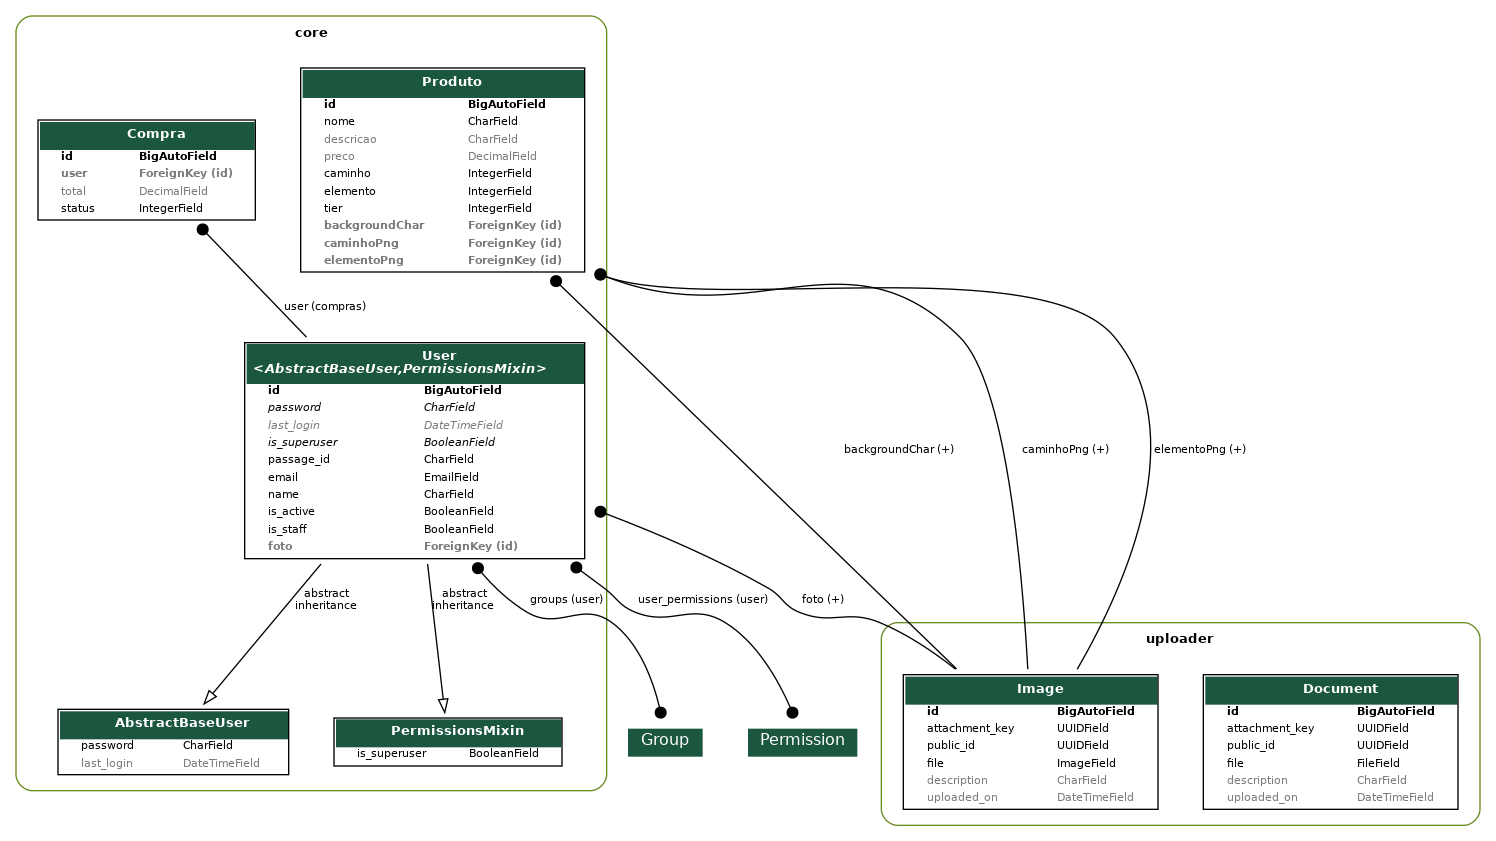 core
Produto
id BigAutoField
nome CharField
descricao CharField
preco DecimalField
caminho IntegerField
elemento IntegerField
tier IntegerField
backgroundChar ForeignKey (id)
caminhoPng ForeignKey (id)
elementoPng ForeignKey (id)
Compra
id BigAutoField
user ForeignKey (id)
total DecimalField
status IntegerField
user (compras)
User
<AbstractBaseUser,PermissionsMixin>
id BigAutoField
password CharField
last_login DateTimeField
is_superuser BooleanField
passage_id CharField
email EmailField
name CharField
is_active BooleanField
is_staff BooleanField
foto ForeignKey (id)
backgroundChar (+)
caminhoPng (+)
elementoPng (+)
abstract
inheritance
abstract
inheritance
groups (user)
user_permissions (user)
foto (+)
AbstractBaseUser
password CharField
last_login DateTimeField
PermissionsMixin
is_superuser BooleanField
Group
Permission
uploader
Image
id BigAutoField
attachment_key UUIDField
public_id UUIDField
file ImageField
description CharField
uploaded_on DateTimeField
Document
id BigAutoField
attachment_key UUIDField
public_id UUIDField
file FileField
description CharField
uploaded_on DateTimeField